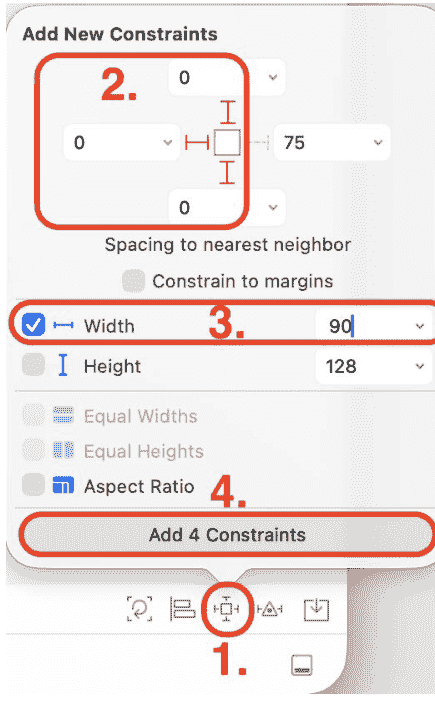 Add New Constraints
2.
0
0
75
0
Spacing to nearest neighbor
Constrain to margins
Width
3.
90
Height
128
Equal Widths
Equal Heights
Aspect Ratio
4.
Add 4 Constraints
1.